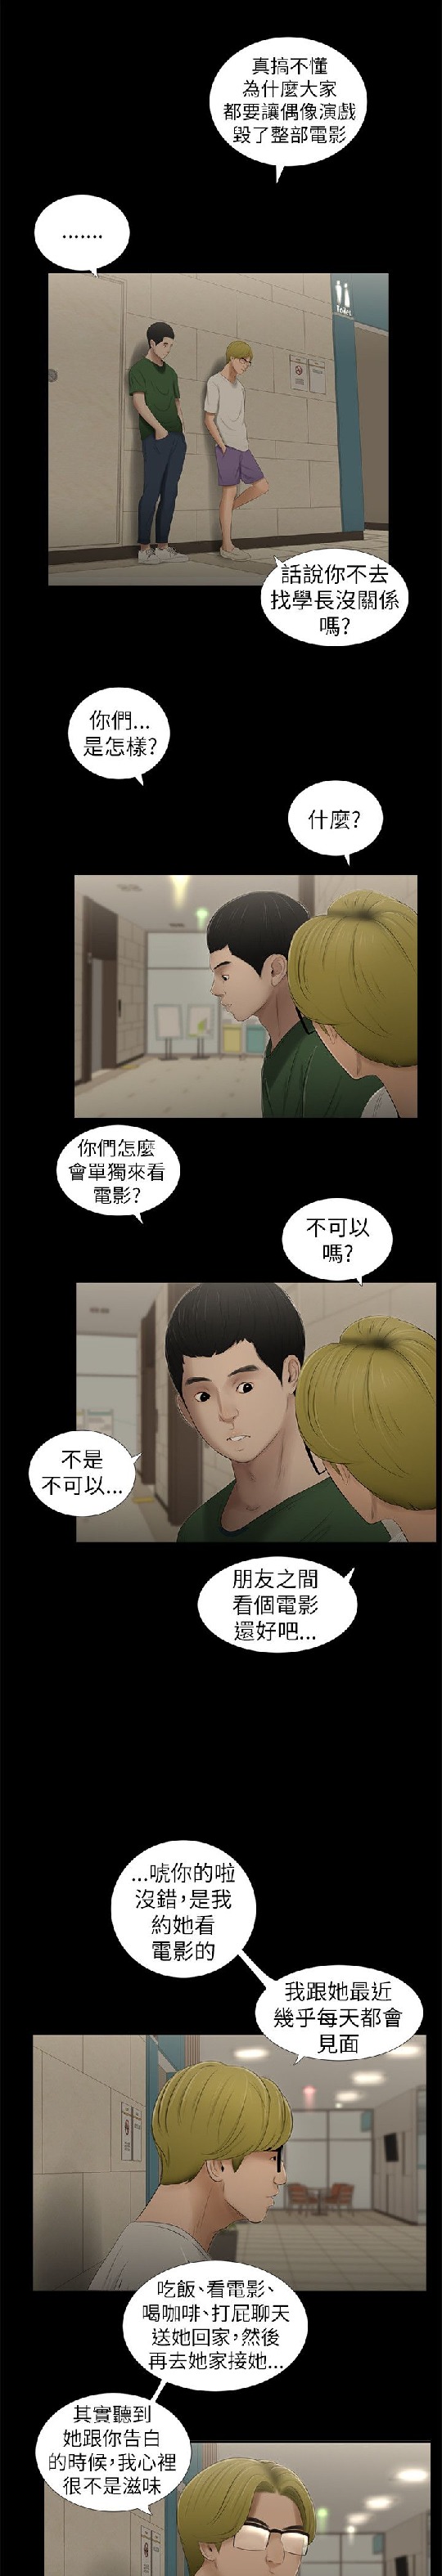 真搞不懂
為什麼大家
都要讓偶像演戲
毀了整部電影
.......
Toilet
話說你不去
找學長沒關係
嗎?
你們...
是怎樣?
什麼?
你們怎麼
會單獨來看
電影?
不可以
嗎?
不是
不可以...
朋友之間
看個電影
還好吧...
...唬你的啦
沒錯,是我
約她看
電影的
我跟她最近
幾乎每天都會
見面
吃飯、看電影、
喝咖啡、打屁聊天
送她回家,然後
再去她家接她...
其實聽到
她跟你告白
的時候,我心裡
很不是滋味